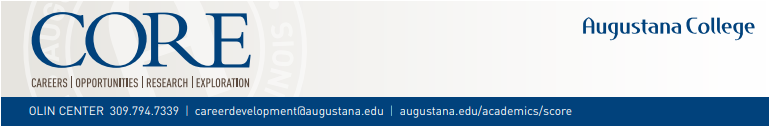 CORE
Augustana College
CAREERS | OPPORTUNITIES | RESEARCH | EXPLORATION
OLIN CENTER 309.794.7339 | careerdevelopment@augustana.edu | augustana.edu/academics/score